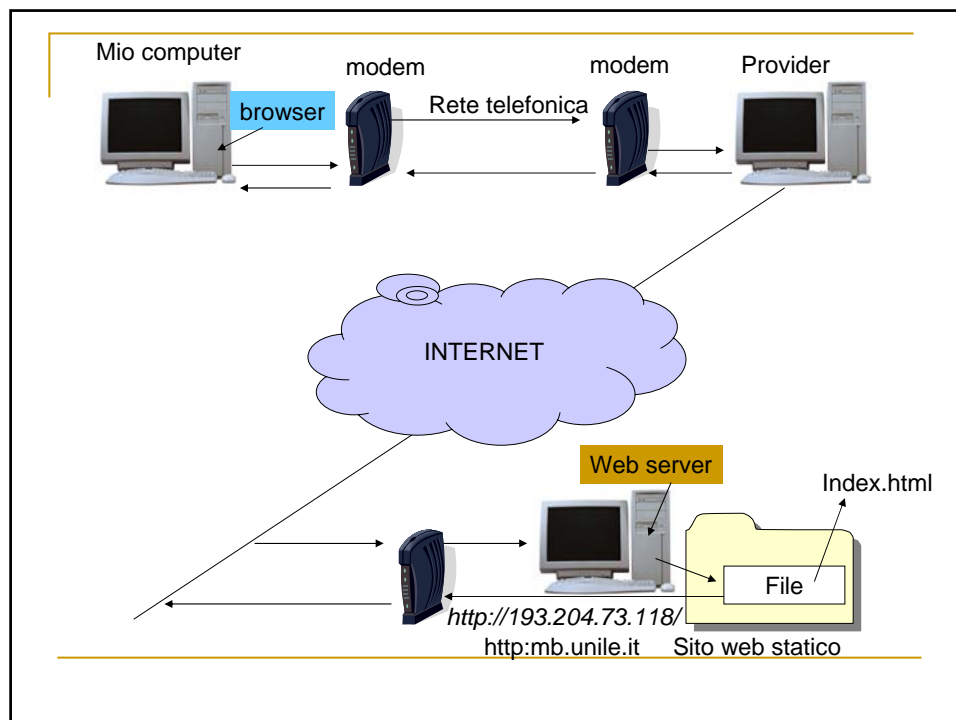 Mio computer
modem
modem
Provider
browser
Rete telefonica
INTERNET
Web server
Index.html
File
http://193.204.73.118/
http:mb.unile.it
Sito web statico